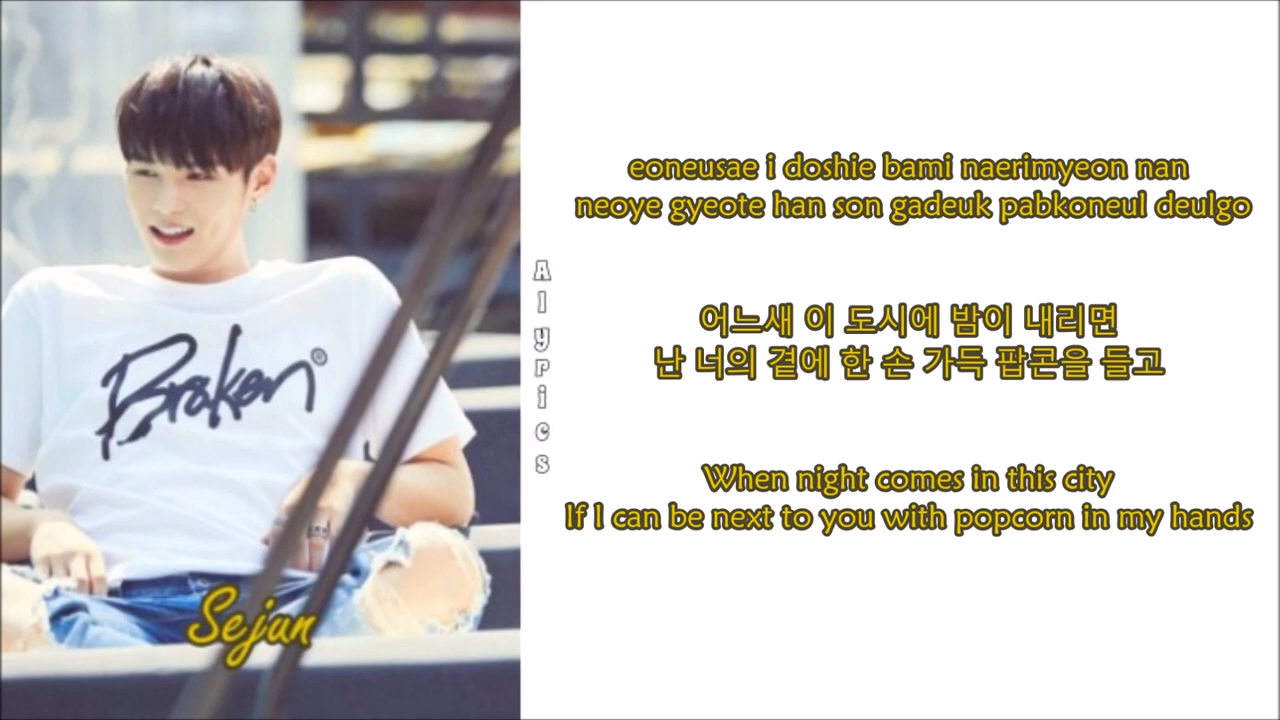 Braken®
Sejun
Alyrics
eoneusae i doshie bami naerimyeon nan
neoye gyeote han son gadeuk pabkoneul deulgo
어느새 이 도시에 밤이 내리면
난 너의 곁에 한 손 가득 팝콘을 들고
When night comes in this city
If I can be next to you with popcorn in my hands